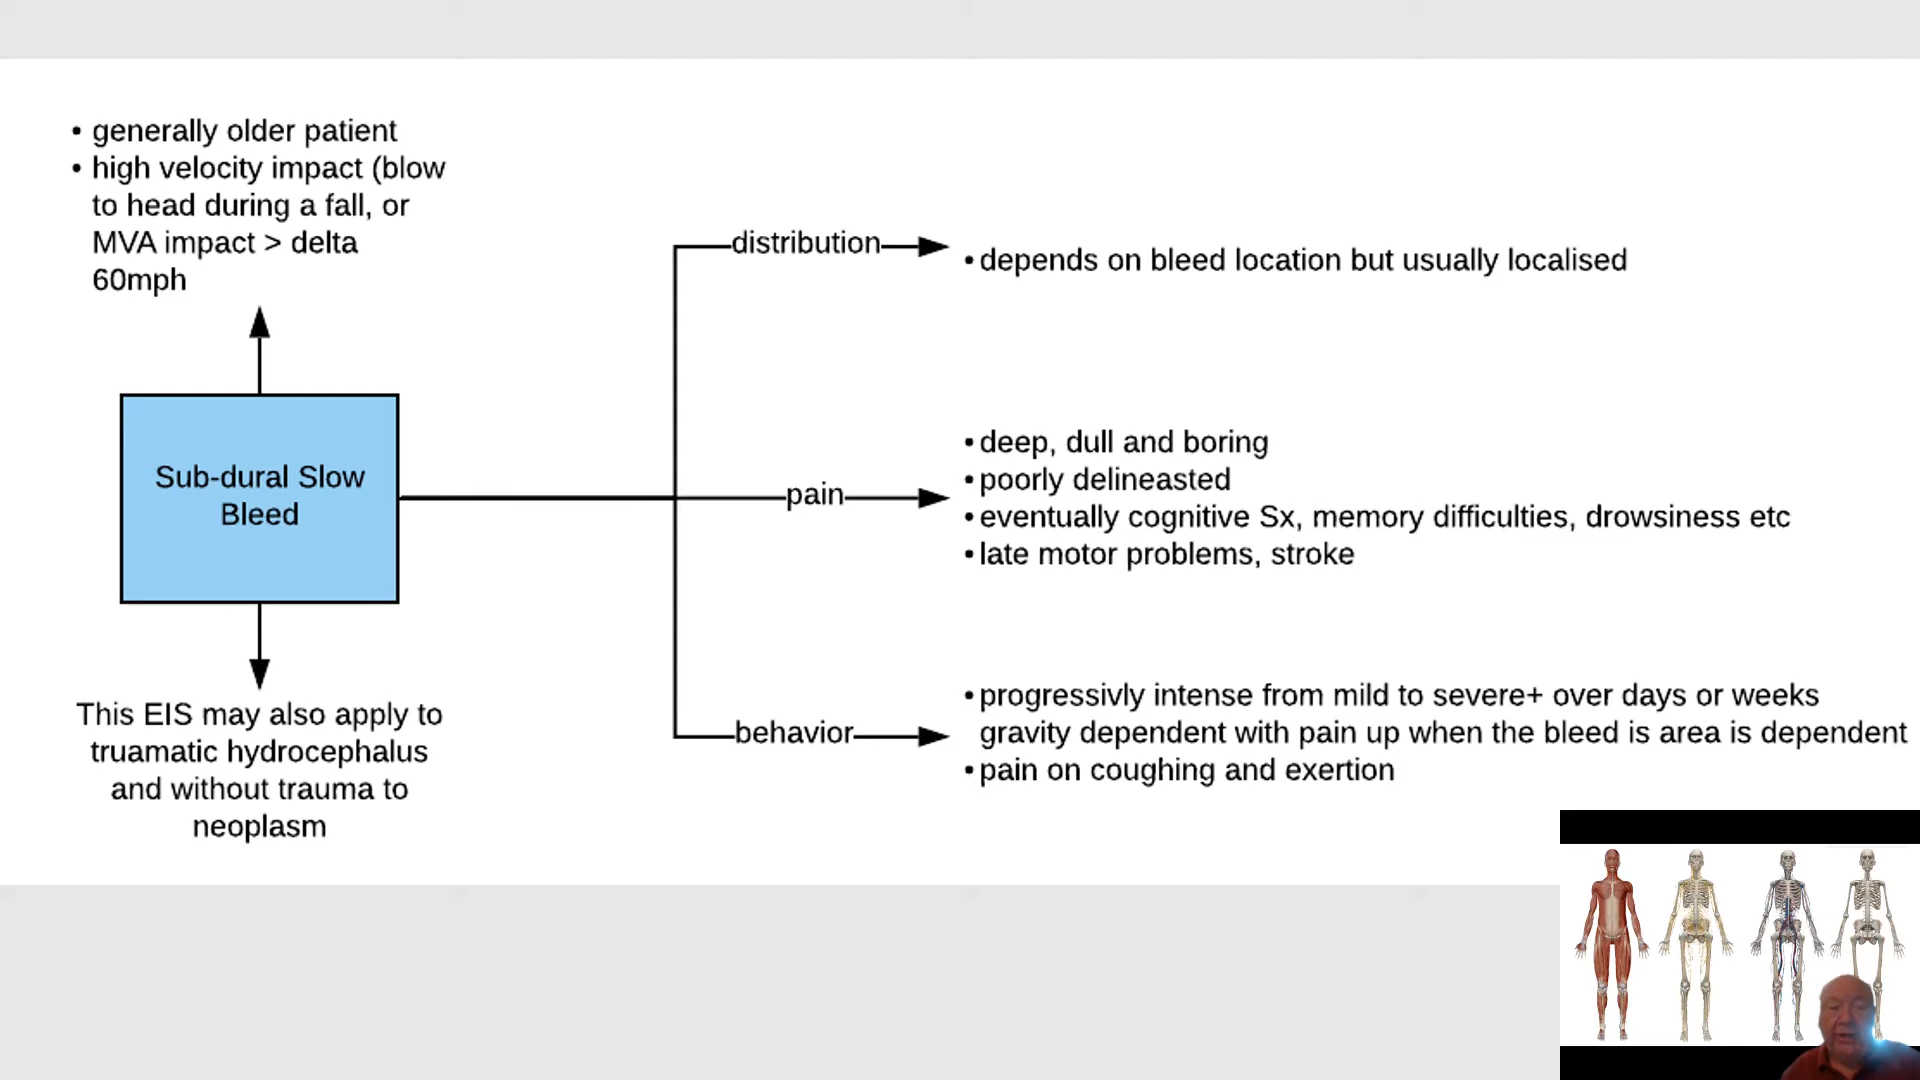 • generally older patient
• high velocity impact (blow
to head during a fall, or
MVA impact > delta
60mph
Sub-dural Slow
Bleed
This EIS may also apply to
truamatic hydrocephalus
and without trauma to
neoplasm
distribution
• depends on bleed location but usually localised
pain
• deep, dull and boring
• poorly delineasted
• eventually cognitive Sx, memory difficulties, drowsiness etc
• late motor problems, stroke
behavior
• progressivly intense from mild to severe+ over days or weeks
gravity dependent with pain up when the bleed is area is dependent
• pain on coughing and exertion